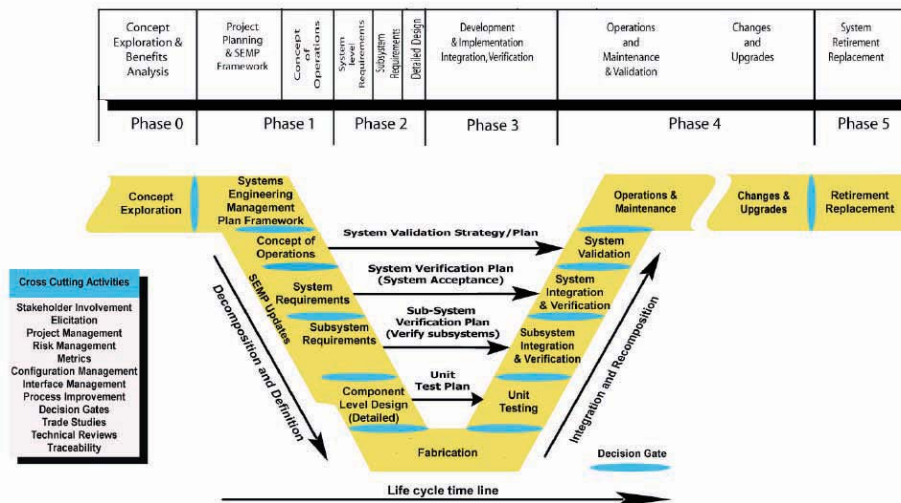 Concept
Exploration &
Benefits
Analysis
Project
Planning
& SEMP
Framework
Concept
of
Operations
System
level
Requirements
Subsystem
Requirements
Detailed Design
Development
& Implementation
Integration,Verification
Operations
and
Maintenance
& Validation
Changes
and
Upgrades
System
Retirement
Replacement
Phase 0
Phase 1
Phase 2
Phase 3
Phase 4
Phase 5
Concept
Exploration
Systems
Engineering
Management
Plan Framework
Operations &
Maintenance
Changes &
Upgrades
Retirement
Replacement
Concept of
Operations
System Validation Strategy/Plan
System
Validation
SEMP Updates
System
Requirements
System Verification Plan
(System Acceptance)
System
Integration
& Verification
Subsystem
Requirements
Sub-System
Verification Plan
(Verify subsystems)
Subsystem
Integration
& Verification
Component
Level Design
(Detailed)
Unit
Test Plan
Unit
Testing
Fabrication
Decomposition and Definition
Integration and Recomposition
Cross Cutting Activities
Stakeholder Involvement
Elicitation
Project Management
Risk Management
Metrics
Configuration Management
Interface Management
Process Improvement
Decision Gates
Trade Studies
Technical Reviews
Traceability
Decision Gate
Life cycle time line